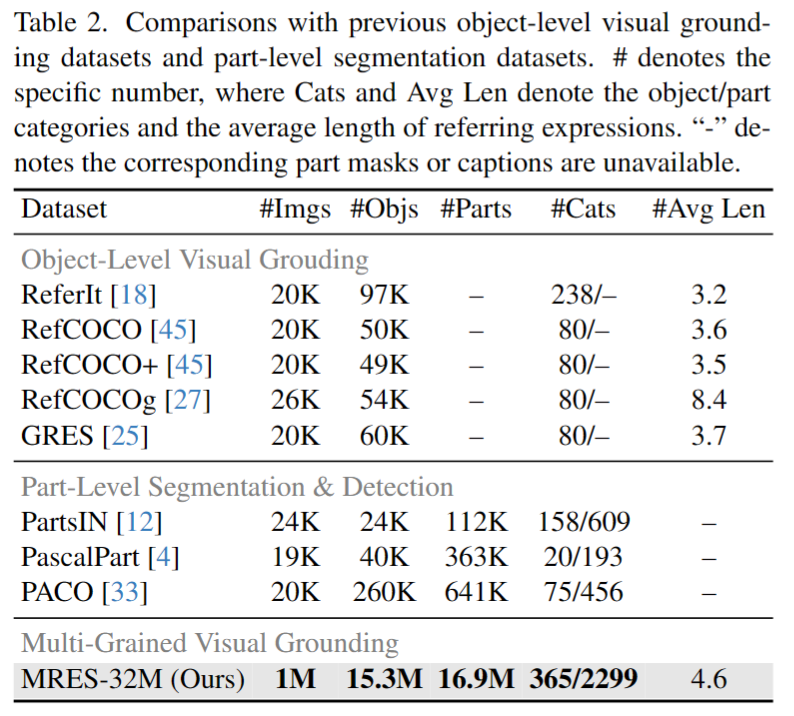 Table 2. Comparisons with previous object-level visual ground-
ing datasets and part-level segmentation datasets. # denotes the
specific number, where Cats and Avg Len denote the object/part
categories and the average length of referring expressions. “-” de-
notes the corresponding part masks or captions are unavailable.
Dataset #Imgs #Objs #Parts #Cats #Avg Len
Object-Level Visual Grouding
ReferIt [18] 20K 97K – 238/– 3.2
RefCOCO [45] 20K 50K – 80/– 3.6
RefCOCO+ [45] 20K 49K – 80/– 3.5
RefCOCOg [27] 26K 54K – 80/– 8.4
GRES [25] 20K 60K – 80/– 3.7
Part-Level Segmentation & Detection
PartsIN [12] 24K 24K 112K 158/609 –
PascalPart [4] 19K 40K 363K 20/193 –
PACO [33] 20K 260K 641K 75/456 –
Multi-Grained Visual Grounding
MRES-32M (Ours) 1M 15.3M 16.9M 365/2299 4.6